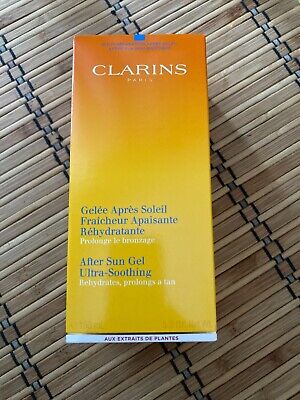 CLARINS
PARIS
Gelée Après Soleil
Fraîcheur Apaisante
Réhydratante
Prolonge le bronzage
After Sun Gel
Ultra-Soothing
Rehydrates, prolongs a tan
AUX EXTRAITS DE PLANTES